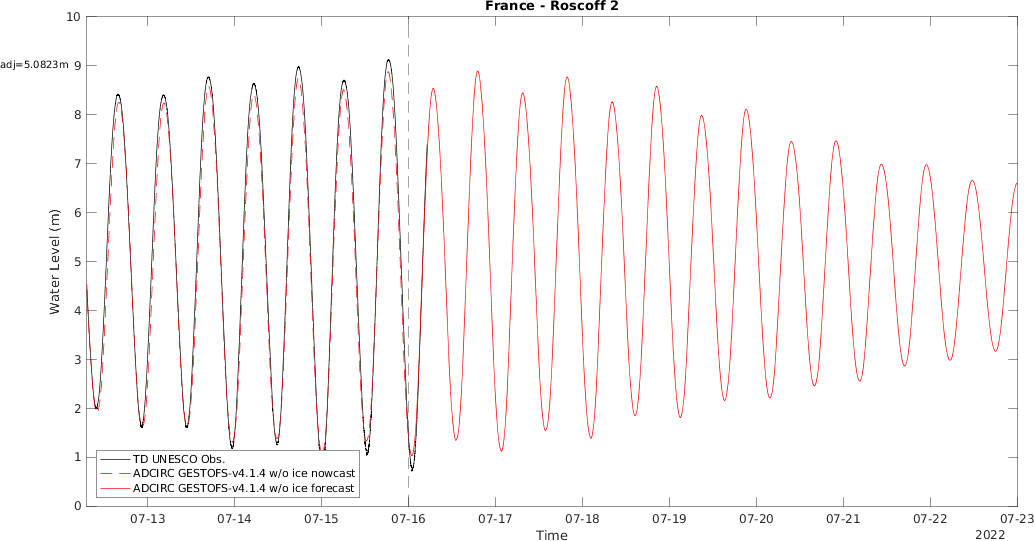 France - Roscoff 2
adj=5.0823m
Water Level (m)
10
9
8
7
6
5
4
3
2
1
0
TD UNESCO Obs.
ADCIRC GESTOFS-v4.1.4 w/o ice nowcast
ADCIRC GESTOFS-v4.1.4 w/o ice forecast
07-13 07-14 07-15 07-16 07-17 07-18 07-19 07-20 07-21 07-22 07-23
Time
2022